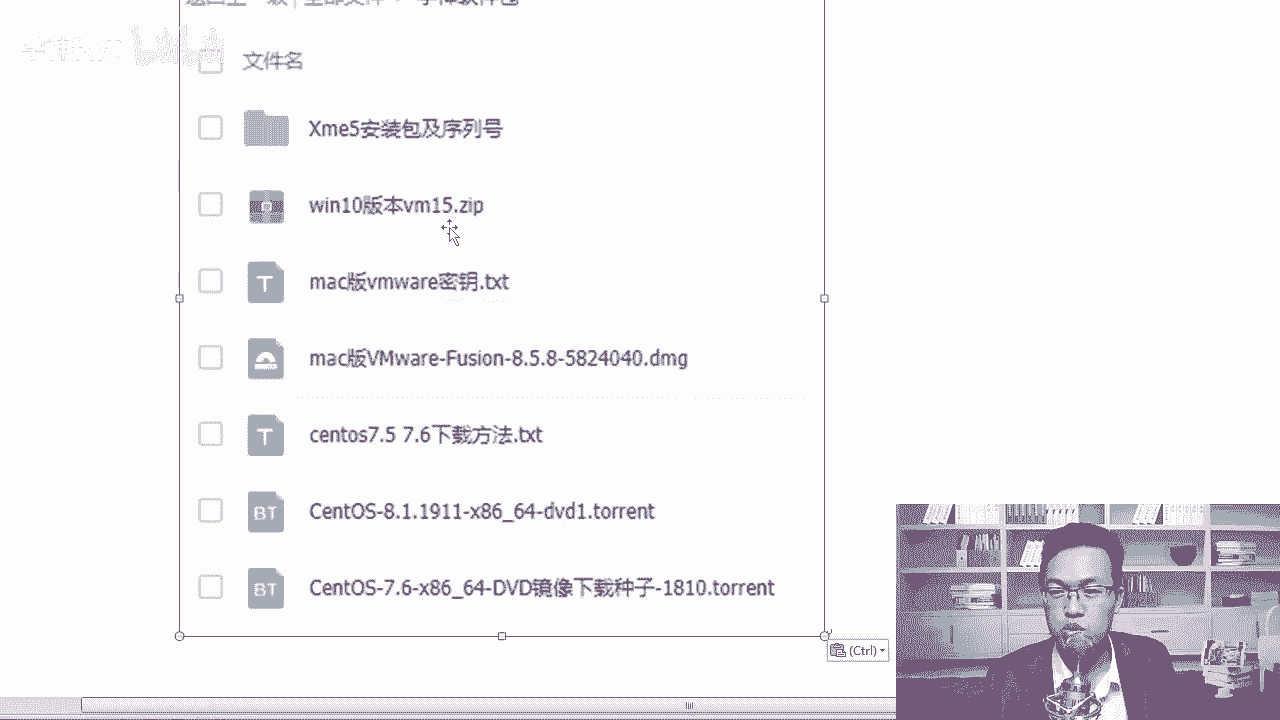 文件名
Xme5安装包及序列号
win10版本vm15.zip
mac版vmware密钥.txt
mac版VMware-Fusion-8.5.8-5824040.dmg
centos7.5 7.6下载方法.txt
CentOS-8.1.1911-x86_64-dvd1.torrent
CentOS-7.6-x86_64-DVD镜像下载种子-1810.torrent
(Ctrl)